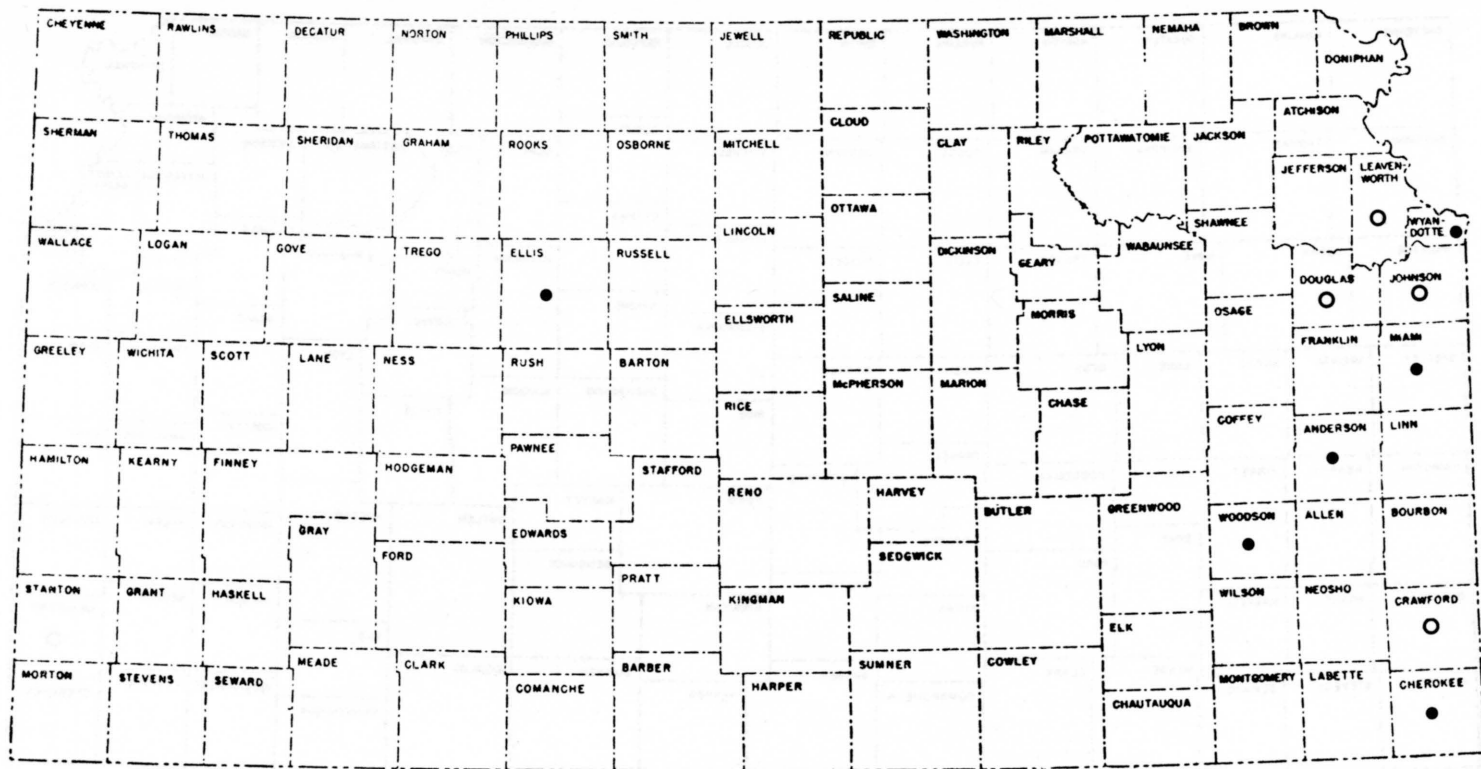 CHEYENNE
RAWLINS
DECATUR
NORTON
PHILLIPS
SMITH
JEWELL
REPUBLIC
WASHINGTON
MARSHALL
NEMAHA
BROWN
DONIPHAN
SHERMAN
THOMAS
SHERIDAN
GRAHAM
ROOKS
OSBORNE
MITCHELL
CLOUD
CLAY
RILEY
POTTAWATOMIE
JACKSON
ATCHISON
JEFFERSON
LEAVEN
WORTH
WYAN
DOTTE
WALLACE
LOGAN
GOVE
TREGO
ELLIS
RUSSELL
LINCOLN
OTTAWA
DICKINSON
GEARY
WABAUNSEE
SHAWNEE
DOUGLAS
JOHNSON
ELLSWORTH
SALINE
MORRIS
OSAGE
GREELEY
WICHITA
SCOTT
LANE
NESS
RUSH
BARTON
RICE
McPHERSON
MARION
CHASE
LYON
COFFEY
FRANKLIN
MIAMI
ANDERSON
LINN
HAMILTON
KEARNY
FINNEY
HODGEMAN
PAWNEE
STAFFORD
RENO
HARVEY
BUTLER
GREENWOOD
WOODSON
ALLEN
BOURBON
GRAY
FORD
EDWARDS
SEDGWICK
STANTON
GRANT
HASKELL
KIOWA
PRATT
KINGMAN
ELK
WILSON
NEOSHO
CRAWFORD
MORTON
STEVENS
SEWARD
MEADE
CLARK
COMANCHE
BARBER
HARPER
SUMNER
COWLEY
CHAUTAUQUA
MONTGOMERY
LABETTE
CHEROKEE